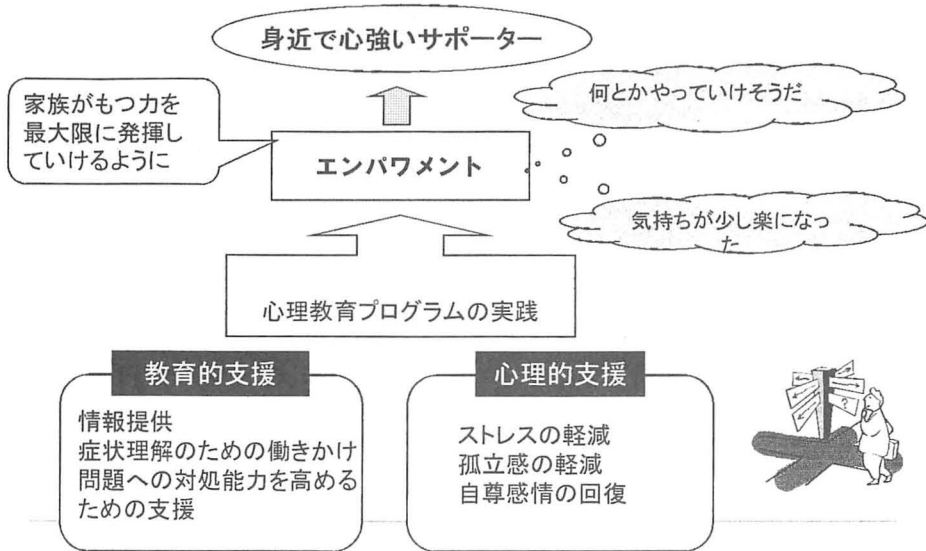 身近で心強いサポーター
家族がもつ力を
最大限に発揮し
ていけるように
何とかやっていけそうだ
エンパワメント
気持ちが少し楽になっ
た
心理教育プログラムの実践
教育的支援
情報提供
症状理解のための働きかけ
問題への対処能力を高める
ための支援
心理的支援
ストレスの軽減
孤立感の軽減
自尊感情の回復
?